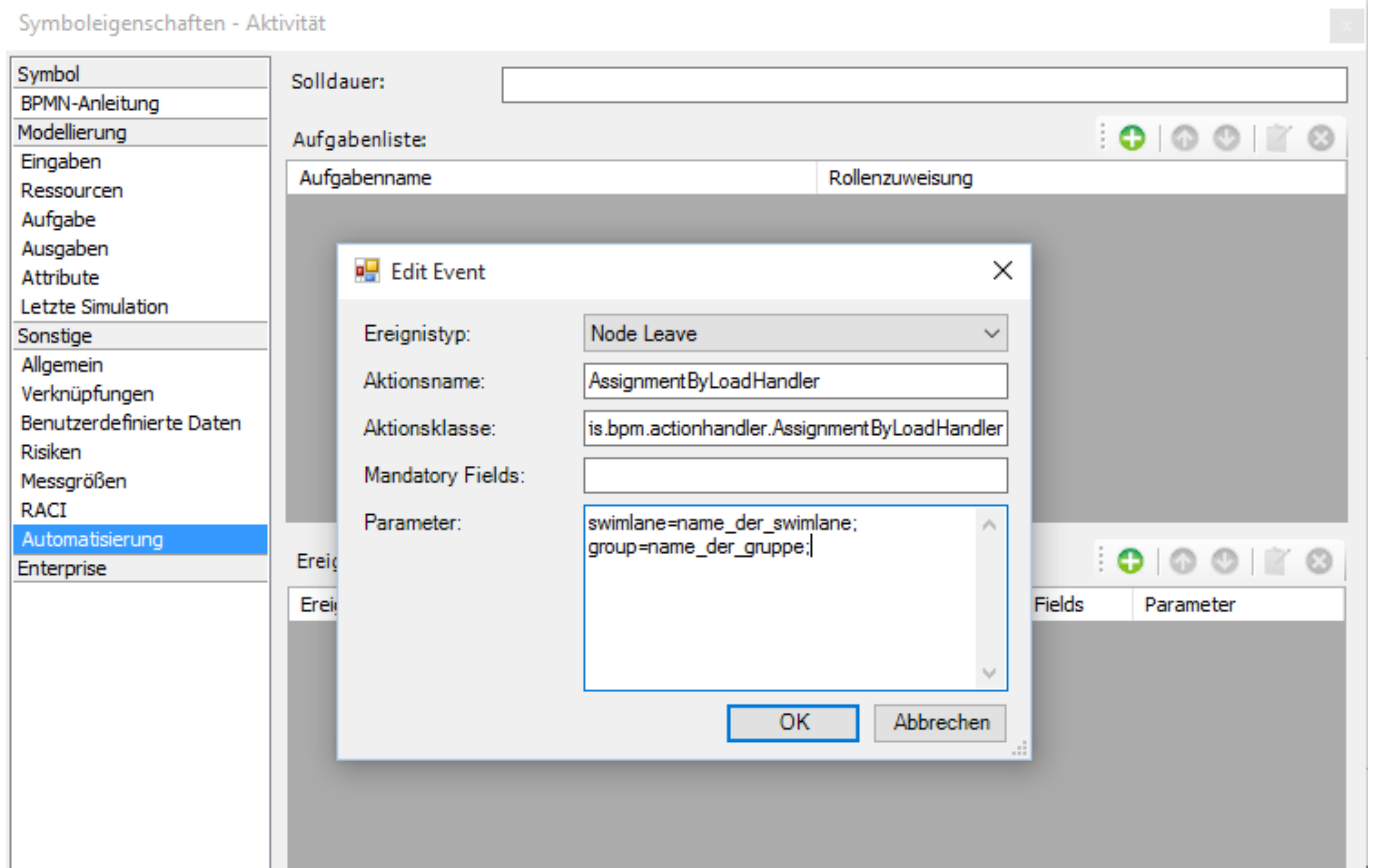 Symboleigenschaften - Aktivität
Symbol
BPMN-Anleitung
Modellierung
Eingaben
Ressourcen
Aufgabe
Ausgaben
Attribute
Letzte Simulation
Sonstige
Allgemein
Verknüpfungen
Benutzerdefinierte Daten
Risiken
Messgrößen
RACI
Automatisierung
Enterprise
Solldauer:
Aufgabenliste:
Aufgabenname Rollenzuweisung
Edit Event
Ereignistyp: Node Leave
Aktionsname: AssignmentByLoadHandler
Aktionsklasse: is.bpm.actionhandler.AssignmentByLoadHandler
Mandatory Fields:
Parameter: swimlane=name_der_swimlane;
group=name_der_gruppe;
OK Abbrechen
Ereig
Erei Fields Parameter